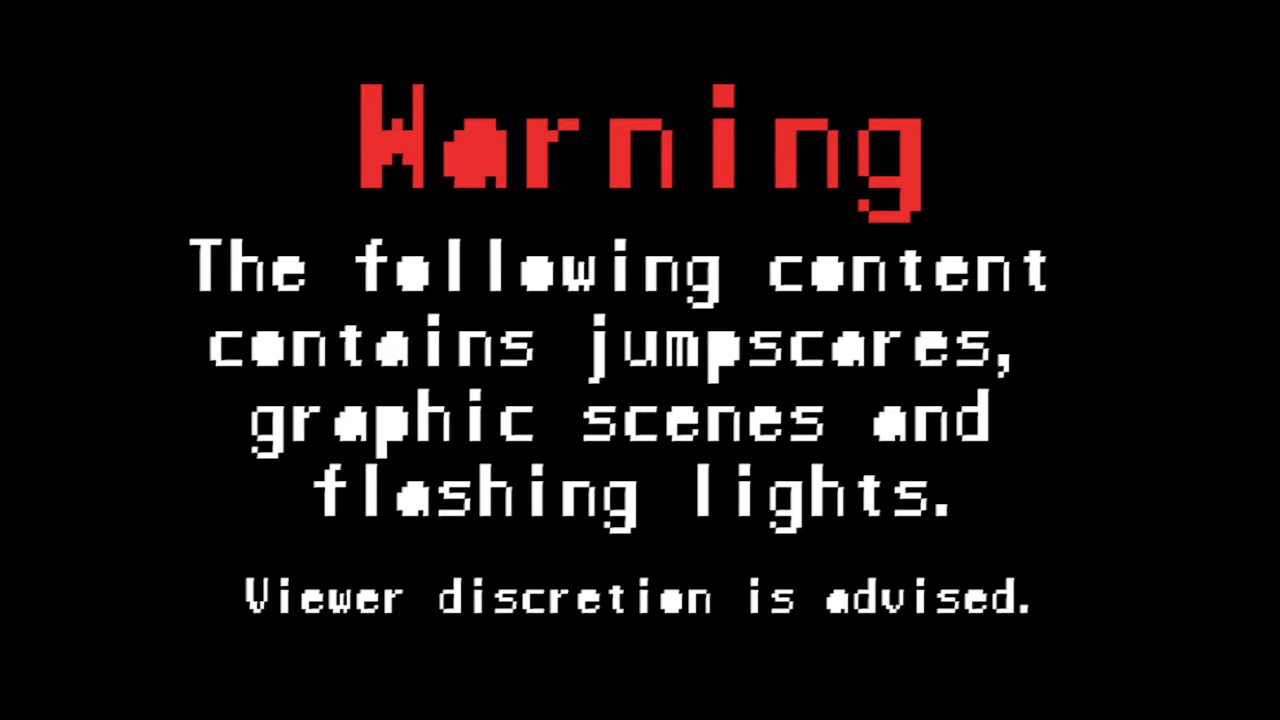 Warning
The following content
contains jumpscares,
graphic scenes and
flashing lights.
Viewer discretion is advised.